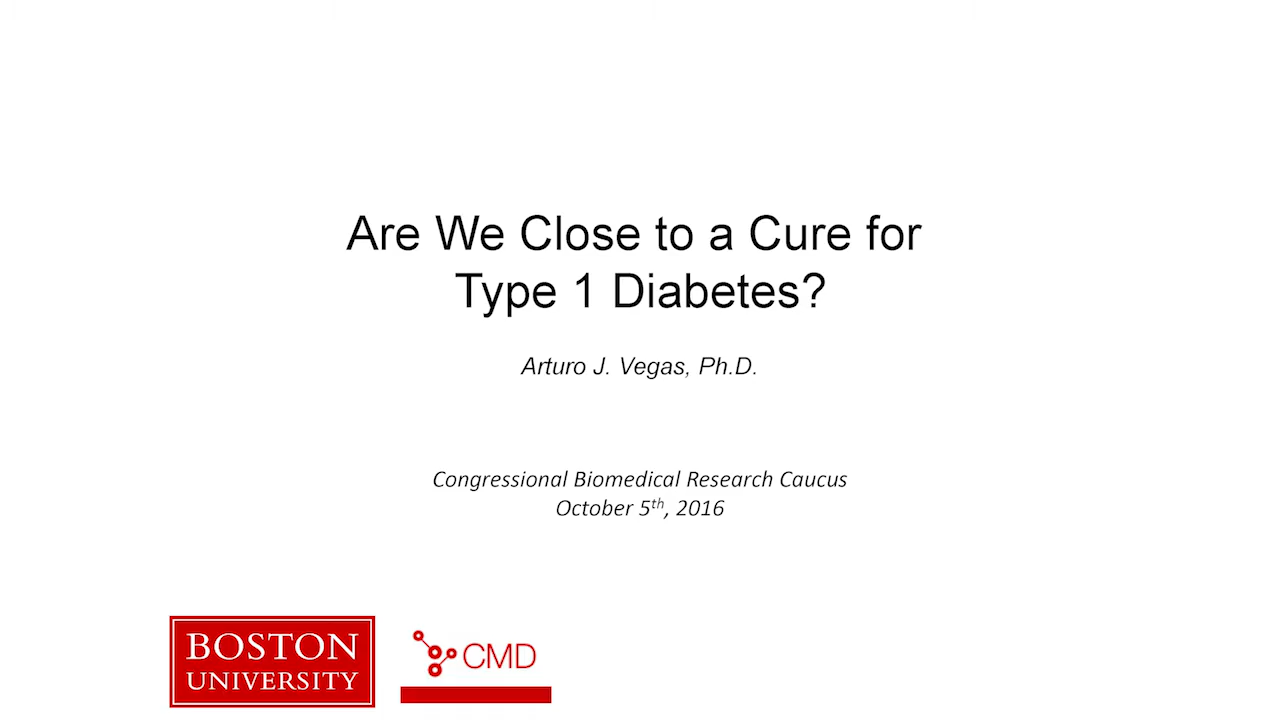 Are We Close to a Cure for
Type 1 Diabetes?
Arturo J. Vegas, Ph.D.
Congressional Biomedical Research Caucus
October 5th, 2016
BOSTON
UNIVERSITY
CMD